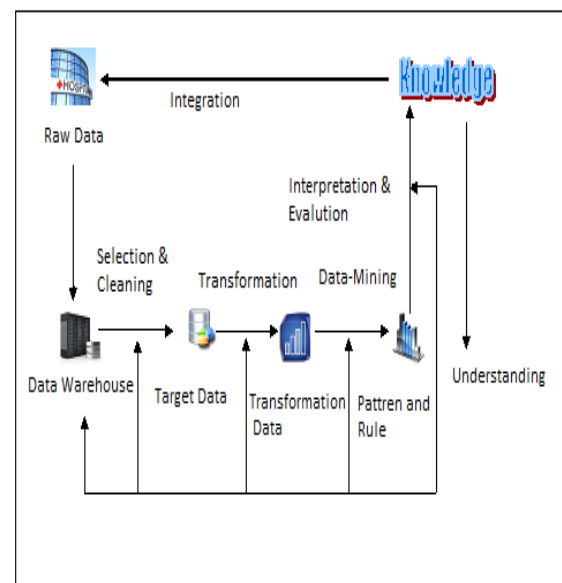 HOSPITAL
Knowledge
Integration
Raw Data
Interpretation &
Evalution
Selection &
Cleaning
Transformation
Data-Mining
Data Warehouse
Target Data
Transformation
Data
Pattren and
Rule
Understanding